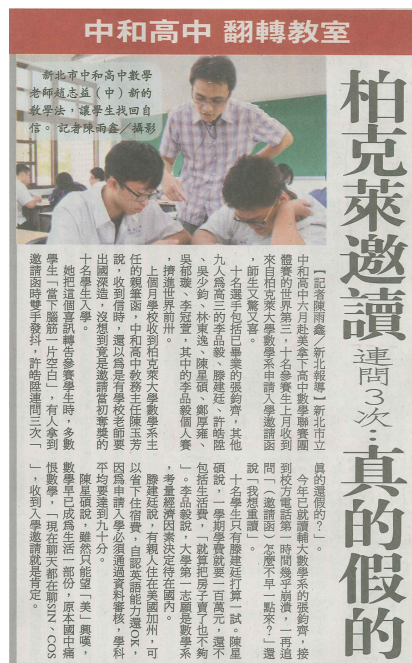 中和高中 翻轉教室
新北市中和高中數學
老師趙志益（中）新的
教學法，讓學生找回自
信。 記者陳雨鑫／攝影
柏克萊邀讀
連問3次…
真的假的
【記者陳雨鑫／新北報導】新北市立
中和高中六月赴美拿下高中數學聯賽團
體賽的世界第三，十名參賽生上月收到
來自柏克萊大學數學系申請入學邀請函
，師生又驚又喜。
十名選手包括已畢業的張鈞齊，其他
九人為高三的李品毅、滕建廷、許皓陞
、吳少鈞、林東逸、陳星碩、鄭厚雍、
吳郁璇、李冠萱，其中的李品毅個人賽
，擠進世界前卅。
上個月學校收到柏克萊大學數學系主
任的親筆函，中和高中教務主任陳玉芳
說，收到信時，還以為是有學校老師要
出國深造，沒想到竟是邀請當初奪獎的
十名學生入學。
她把這個喜訊轉告參賽學生時，多數
學生「當下腦筋一片空白」，有人拿到
邀請函時雙手發抖，許皓陞連問三次「
真的還假的？」。
今年已就讀輔大數學系的張鈞齊，接
到校方電話第一時間幾乎崩潰，一再追
問「（邀請函）怎麼不早一點來？」還
說「我想重讀」。
十名學生只有滕建廷打算一試。陳星
碩說，一學期學費就要一百萬元，還不
包括生活費，「就算把房子賣了也不夠
」。李品毅說，大學第一志願是數學系
，考量經濟因素決定待在國內。
滕建廷說，有親人住在美國加州，可
以省下住宿費，自認英語能力還OK，
因為申請入學必須通過資料審核，學科
平均要達到九十分。
陳星碩說，雖然只能望「美」興嘆，
數學早已成為生活一部份，原本國中痛
恨數學，「現在聊天都在聊SIN、COS
」，收到入學邀請就是肯定。